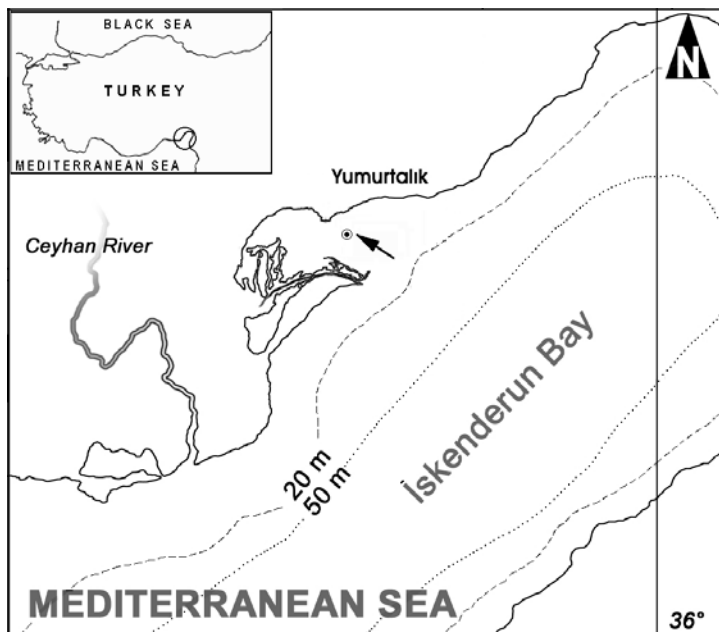 BLACK SEA
TURKEY
MEDITERRANEAN SEA
N
Yumurtalık
Ceyhan River
İskenderun Bay
20 m
50 m
MEDITERRANEAN SEA
36°